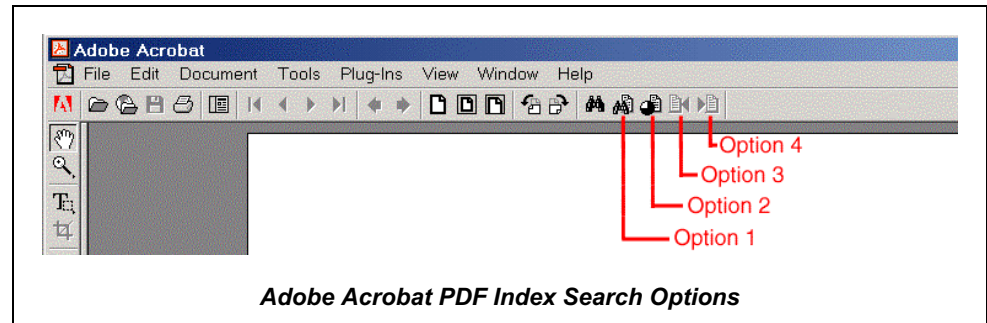 Adobe Acrobat
File Edit Document Tools Plug-Ins View Window Help
Option 4
Option 3
Option 2
Option 1
Adobe Acrobat PDF Index Search Options